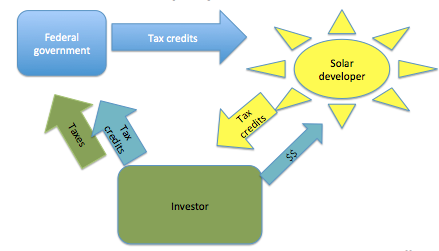 Federal
government
Tax credits
Solar
developer
Taxes
Tax
credits
Tax
credits
$$
Investor